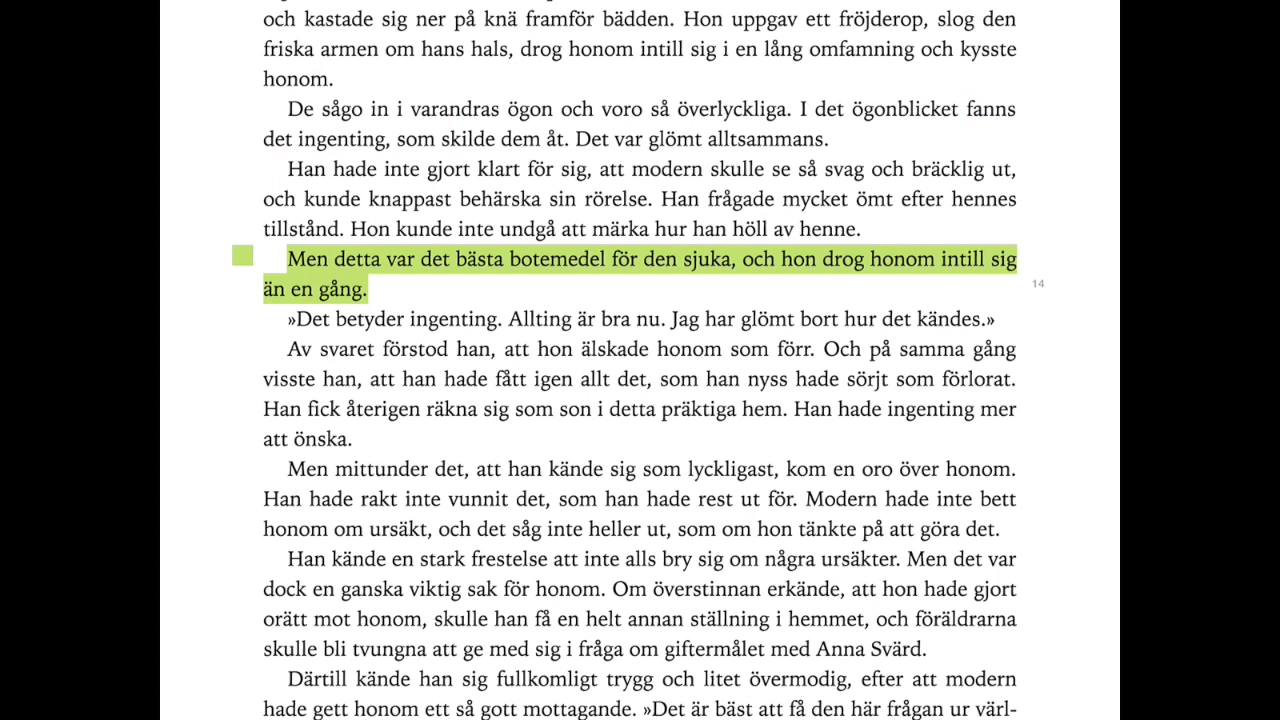 och kastade sig ner på knä framför bädden. Hon uppgav ett fröjderop, slog den
friska armen om hans hals, drog honom intill sig i en lång omfamning och kysste
honom.
De sågo in i varandras ögon och voro så överlyckliga. I det ögonblicket fanns
det ingenting, som skilde dem åt. Det var glömt alltsammans.
Han hade inte gjort klart för sig, att modern skulle se så svag och bräcklig ut,
och kunde knappast behärska sin rörelse. Han frågade mycket ömt efter hennes
tillstånd. Hon kunde inte undgå att märka hur han höll av henne.
Men detta var det bästa botemedel för den sjuka, och hon drog honom intill sig
än en gång.
14
»Det betyder ingenting. Allting är bra nu. Jag har glömt bort hur det kändes.»
Av svaret förstod han, att hon älskade honom som förr. Och på samma gång
visste han, att han hade fått igen allt det, som han nyss hade sörjt som förlorat.
Han fick återigen räkna sig som son i detta präktiga hem. Han hade ingenting mer
att önska.
Men mittunder det, att han kände sig som lyckligast, kom en oro över honom.
Han hade rakt inte vunnit det, som han hade rest ut för. Modern hade inte bett
honom om ursäkt, och det såg inte heller ut, som om hon tänkte på att göra det.
Han kände en stark frestelse att inte alls bry sig om några ursäkter. Men det var
dock en ganska viktig sak för honom. Om överstinnan erkände, att hon hade gjort
orätt mot honom, skulle han få en helt annan ställning i hemmet, och föräldrarna
skulle bli tvungna att ge med sig i fråga om giftermålet med Anna Svärd.
Därtill kände han sig fullkomligt trygg och litet övermodig, efter att modern
hade gett honom ett så gott mottagande. »Det är bäst att få den här frågan ur värl-